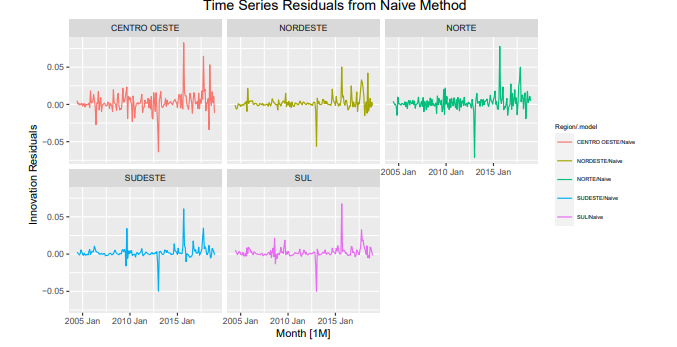 Time Series Residuals from Naive Method
CENTRO OESTE
NORDESTE
NORTE
0.05
0.00
−0.05
2005 Jan 2010 Jan 2015 Jan
SUDESTE
SUL
0.05
0.00
−0.05
2005 Jan 2010 Jan 2015 Jan
2005 Jan 2010 Jan 2015 Jan
Innovation Residuals
Month [1M]
Region/.model
CENTRO OESTE/Naive
NORDESTE/Naive
NORTE/Naive
SUDESTE/Naive
SUL/Naive